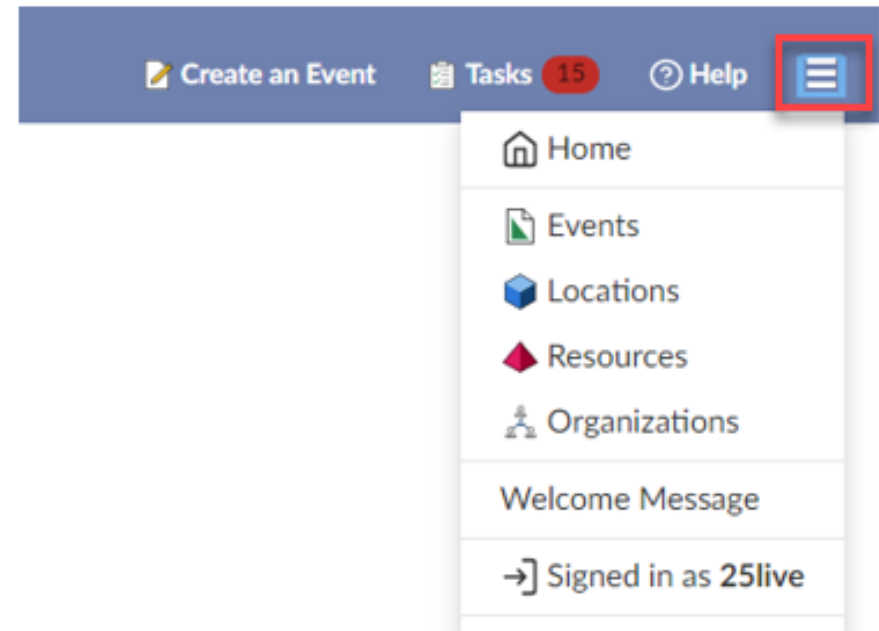 Create an Event Tasks 15 Help
Home
Events
Locations
Resources
Organizations
Welcome Message
Signed in as 25live